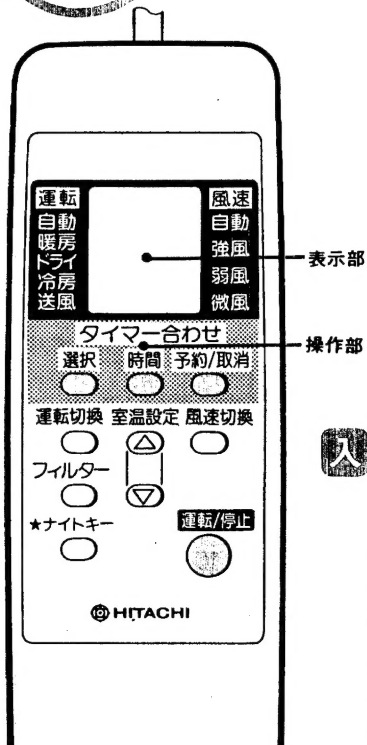 運転 風速
自動 自動
暖房 強風
ドライ 弱風
冷房 微風
送風
表示部
タイマー合わせ
操作部
選択 時間 予約/取消
運転切換 室温設定 風速切換
フィルター
入
★ナイトキー 運転/停止
HITACHI